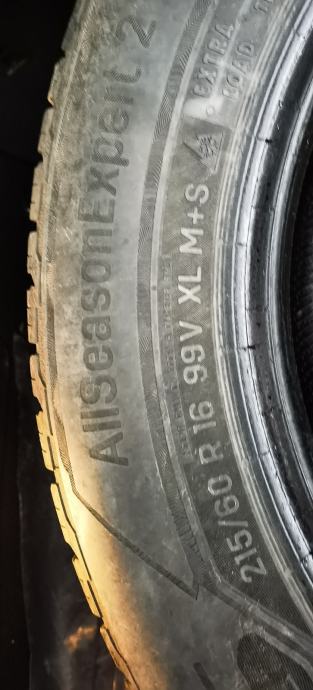 AllSeasonExpert 2
215/60 R 16 99V XL M+S
EXTRA
LOAD